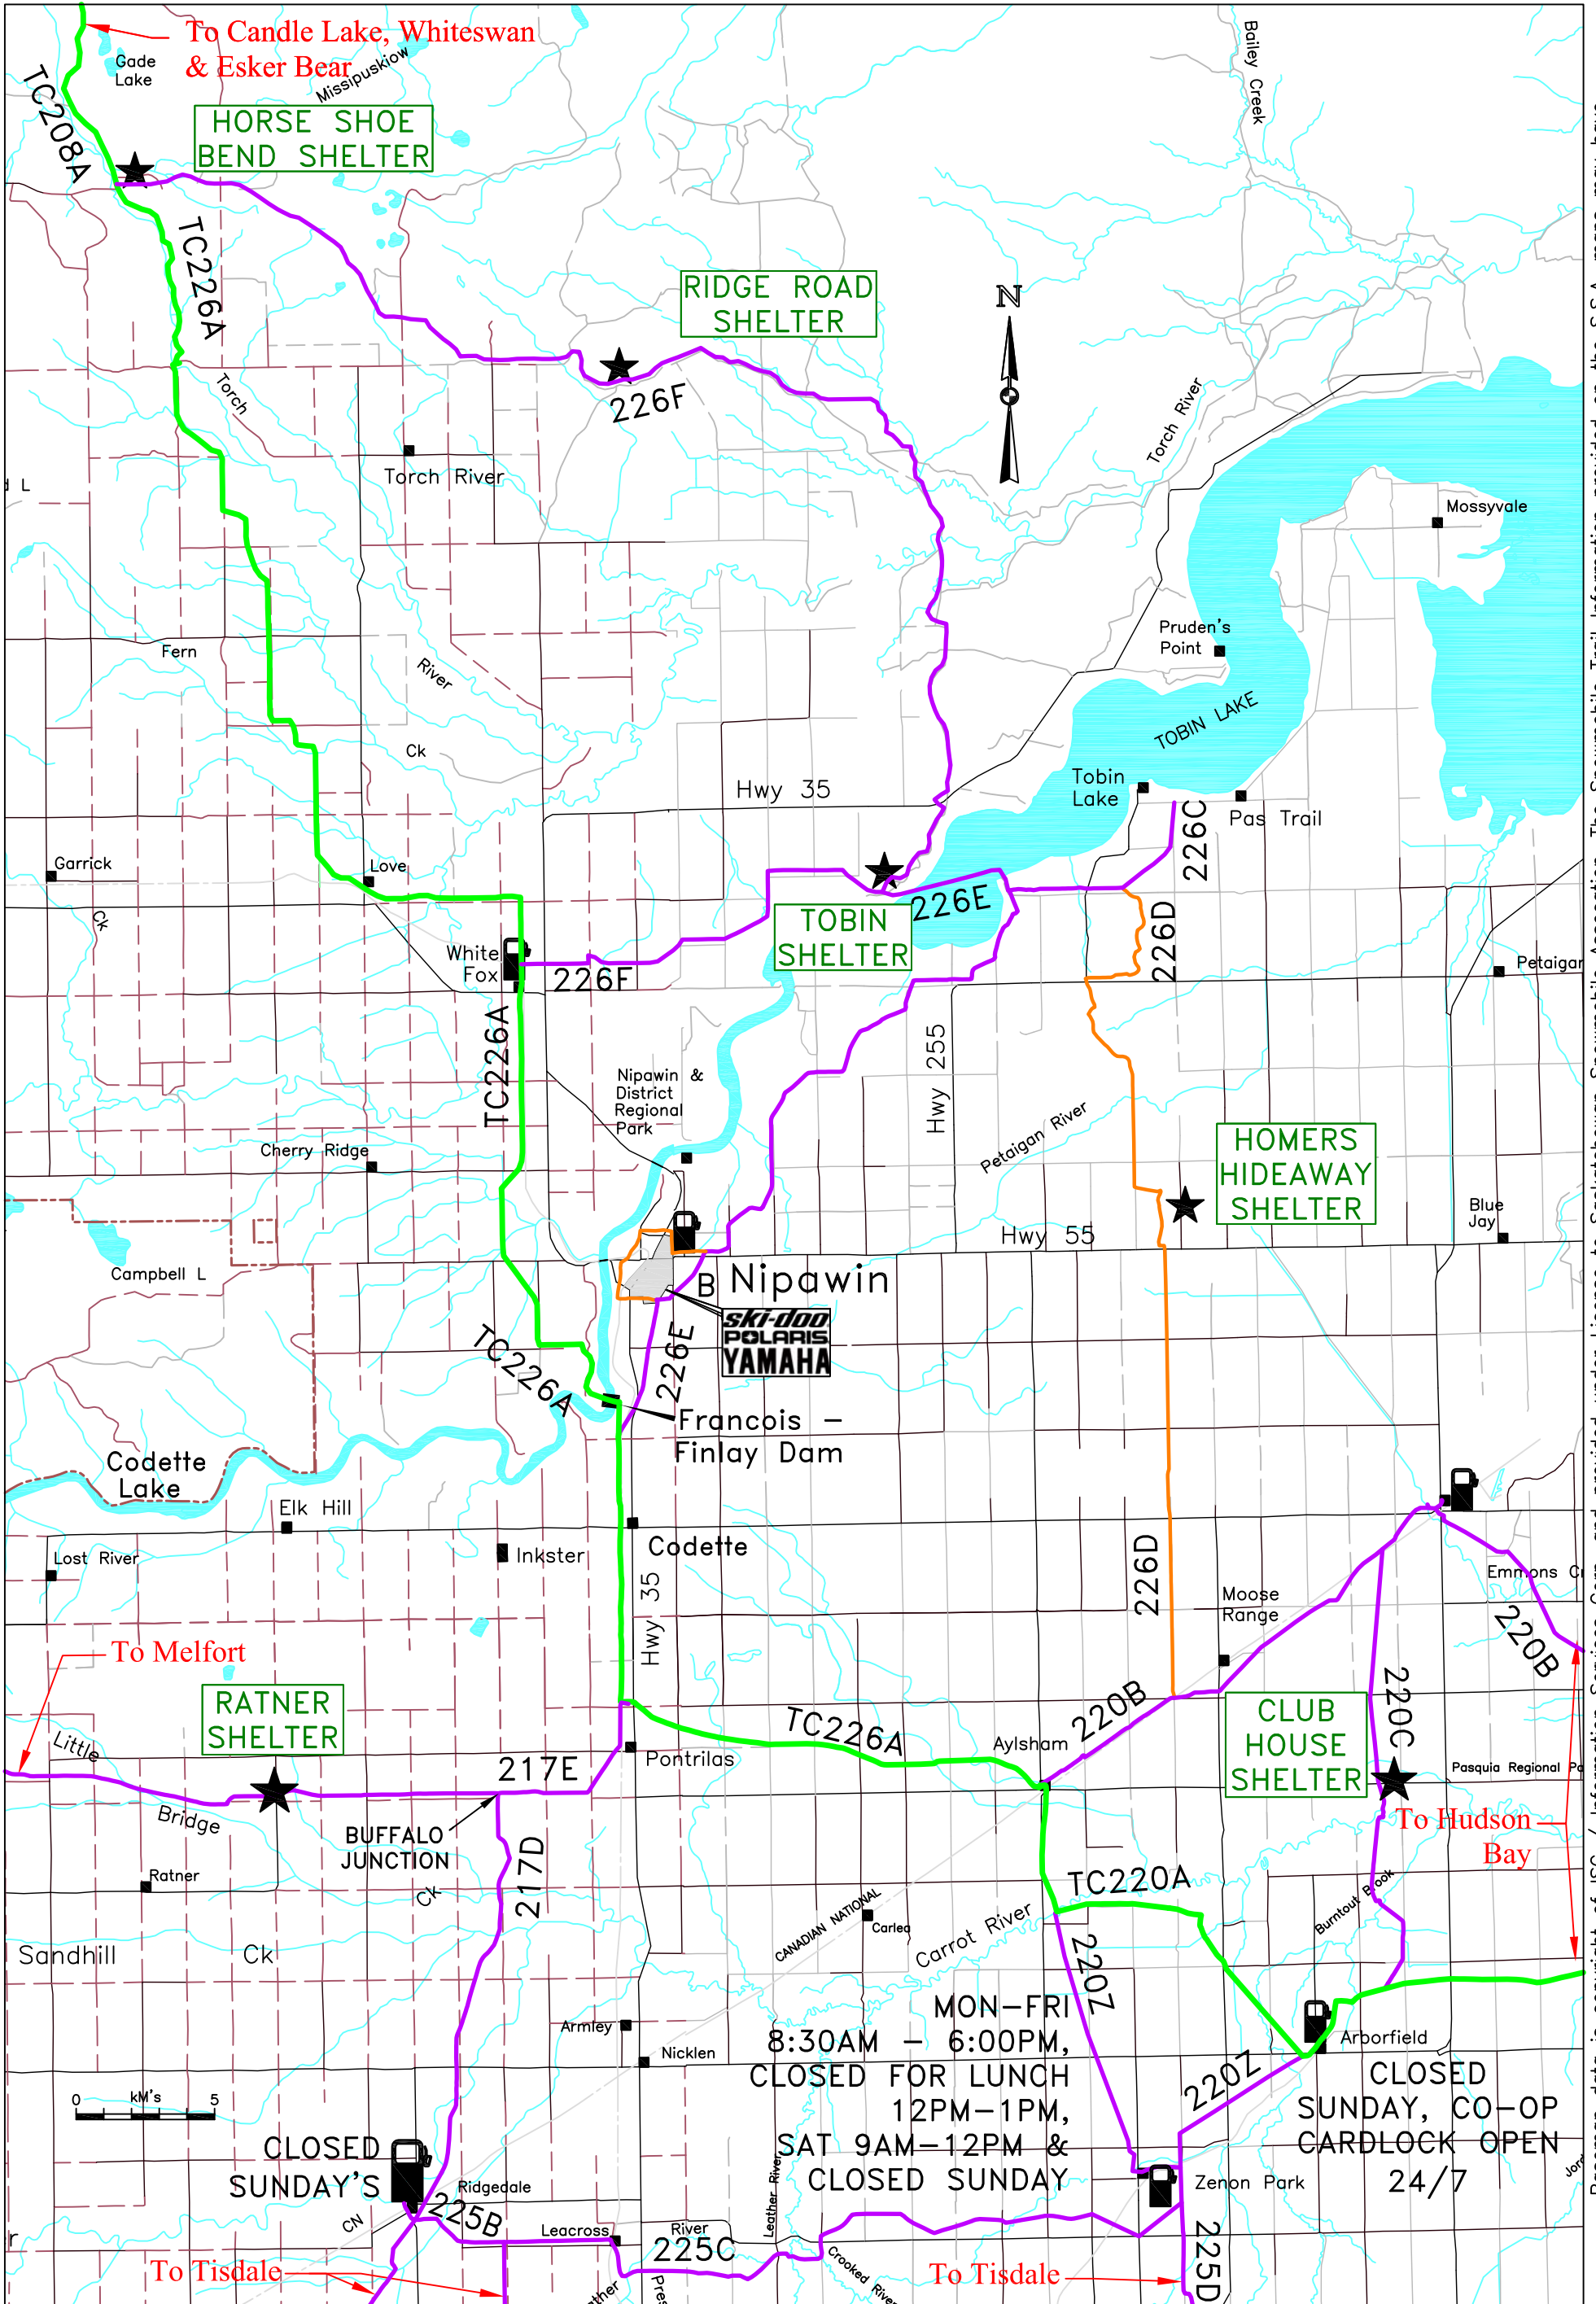 To Candle Lake, Whiteswan
& Esker Bear
Gade
Lake
Missipuskiow
Bailey Creek
TC208A
HORSE SHOE
BEND SHELTER
TC226A
RIDGE ROAD
SHELTER
N
226F
Torch
Torch River
Torch River
d L
Mossyvale
Fern
River
Pruden's
Point
TOBIN LAKE
Ck
Hwy 35
Tobin
Lake
226C
Pas Trail
Garrick
Love
Ck
226E
TOBIN
SHELTER
226D
White
Fox
226F
Petaigan
TC226A
Hwy 255
Nipawin &
District
Regional
Park
Petaigan River
HOMERS
HIDEAWAY
SHELTER
Cherry Ridge
Blue
Jay
Hwy 55
Campbell L
B
Nipawin
ski-doo
POLARIS
YAMAHA
TC226A
226E
Francois –
Finlay Dam
Codette
Lake
Elk Hill
Lost River
Inkster
Codette
Hwy 35
226D
Moose
Range
Emmons Cr
220B
To Melfort
RATNER
SHELTER
Little
Bridge
217E
Pontrilas
TC226A
Aylsham
220B
CLUB
HOUSE
SHELTER
220C
Pasquia Regional Pa
To Hudson
Bay
BUFFALO
JUNCTION
217D
Ratner
Ck
TC220A
CANADIAN NATIONAL
Carlea
Carrot River
Burntout Brook
Sandhill
Ck
220Z
MON–FRI
8:30AM – 6:00PM,
CLOSED FOR LUNCH
12PM–1PM,
SAT 9AM–12PM &
CLOSED SUNDAY
Armley
Nicklen
Arborfield
CLOSED
SUNDAY, CO–OP
CARDLOCK OPEN
24/7
220Z
0 kM's 5
CLOSED
SUNDAY'S
Ridgedale
225B
CN
Leacross
River
225C
Leather River
Crooked River
Zenon Park
225D
To Tisdale
To Tisdale